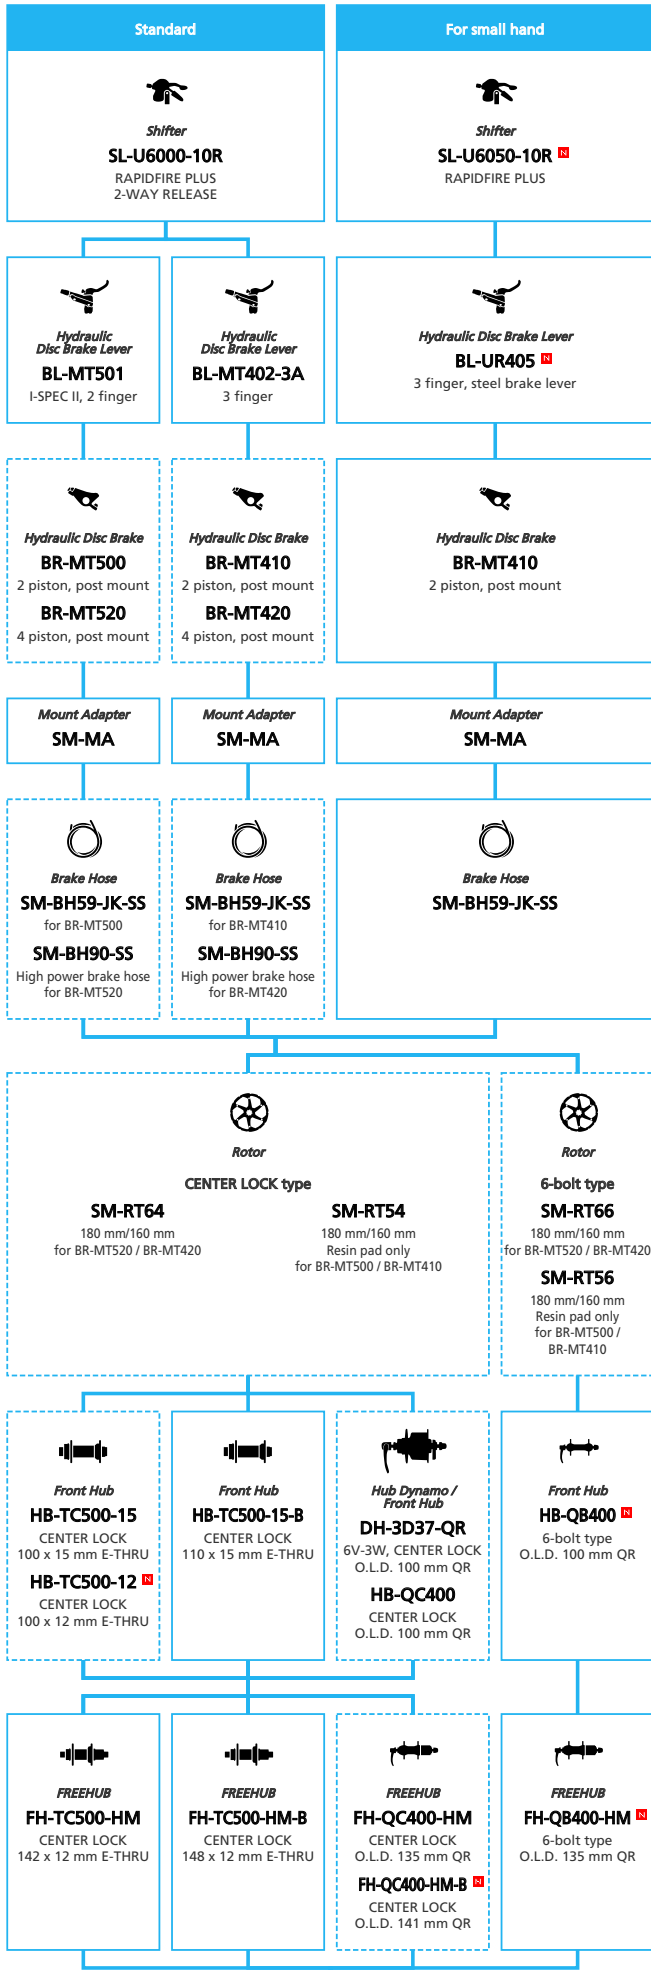 Standard
For small hand
Shifter
SL-U6000-10R
RAPIDFIRE PLUS
2-WAY RELEASE
Shifter
SL-U6050-10R N
RAPIDFIRE PLUS
Hydraulic
Disc Brake Lever
BL-MT501
I-SPEC II, 2 finger
Hydraulic
Disc Brake Lever
BL-MT402-3A
3 finger
Hydraulic Disc Brake Lever
BL-UR405 N
3 finger, steel brake lever
Hydraulic Disc Brake
BR-MT500
2 piston, post mount
BR-MT520
4 piston, post mount
Hydraulic Disc Brake
BR-MT410
2 piston, post mount
BR-MT420
4 piston, post mount
Hydraulic Disc Brake
BR-MT410
2 piston, post mount
Mount Adapter
SM-MA
Mount Adapter
SM-MA
Mount Adapter
SM-MA
Brake Hose
SM-BH59-JK-SS
for BR-MT500
SM-BH90-SS
High power brake hose
for BR-MT520
Brake Hose
SM-BH59-JK-SS
for BR-MT410
SM-BH90-SS
High power brake hose
for BR-MT420
Brake Hose
SM-BH59-JK-SS
Rotor
CENTER LOCK type
SM-RT64
180 mm/160 mm
for BR-MT520 / BR-MT420
SM-RT54
180 mm/160 mm
Resin pad only
for BR-MT500 / BR-MT410
Rotor
6-bolt type
SM-RT66
180 mm/160 mm
for BR-MT520 / BR-MT420
SM-RT56
180 mm/160 mm
Resin pad only
for BR-MT500 /
BR-MT410
Front Hub
HB-TC500-15
CENTER LOCK
100 x 15 mm E-THRU
HB-TC500-12 N
CENTER LOCK
100 x 12 mm E-THRU
Front Hub
HB-TC500-15-B
CENTER LOCK
110 x 15 mm E-THRU
Hub Dynamo /
Front Hub
DH-3D37-QR
6V-3W, CENTER LOCK
O.L.D. 100 mm QR
HB-QC400
CENTER LOCK
O.L.D. 100 mm QR
Front Hub
HB-QB400 N
6-bolt type
O.L.D. 100 mm QR
FREEHUB
FH-TC500-HM
CENTER LOCK
142 x 12 mm E-THRU
FREEHUB
FH-TC500-HM-B
CENTER LOCK
148 x 12 mm E-THRU
FREEHUB
FH-QC400-HM
CENTER LOCK
O.L.D. 135 mm QR
FH-QC400-HM-B N
CENTER LOCK
O.L.D. 141 mm QR
FREEHUB
FH-QB400-HM N
6-bolt type
O.L.D. 135 mm QR